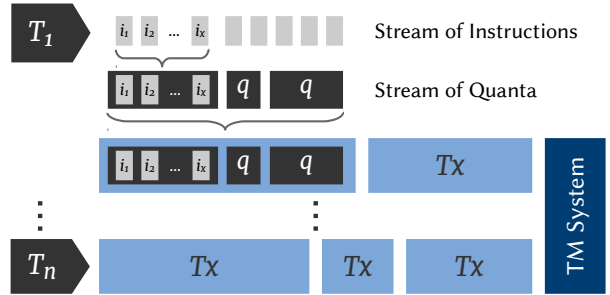 T1 i1 i2 ... ix Stream of Instructions
i1 i2 ... ix q q Stream of Quanta
i1 i2 ... ix q q Tx
TM System
Tn Tx Tx Tx